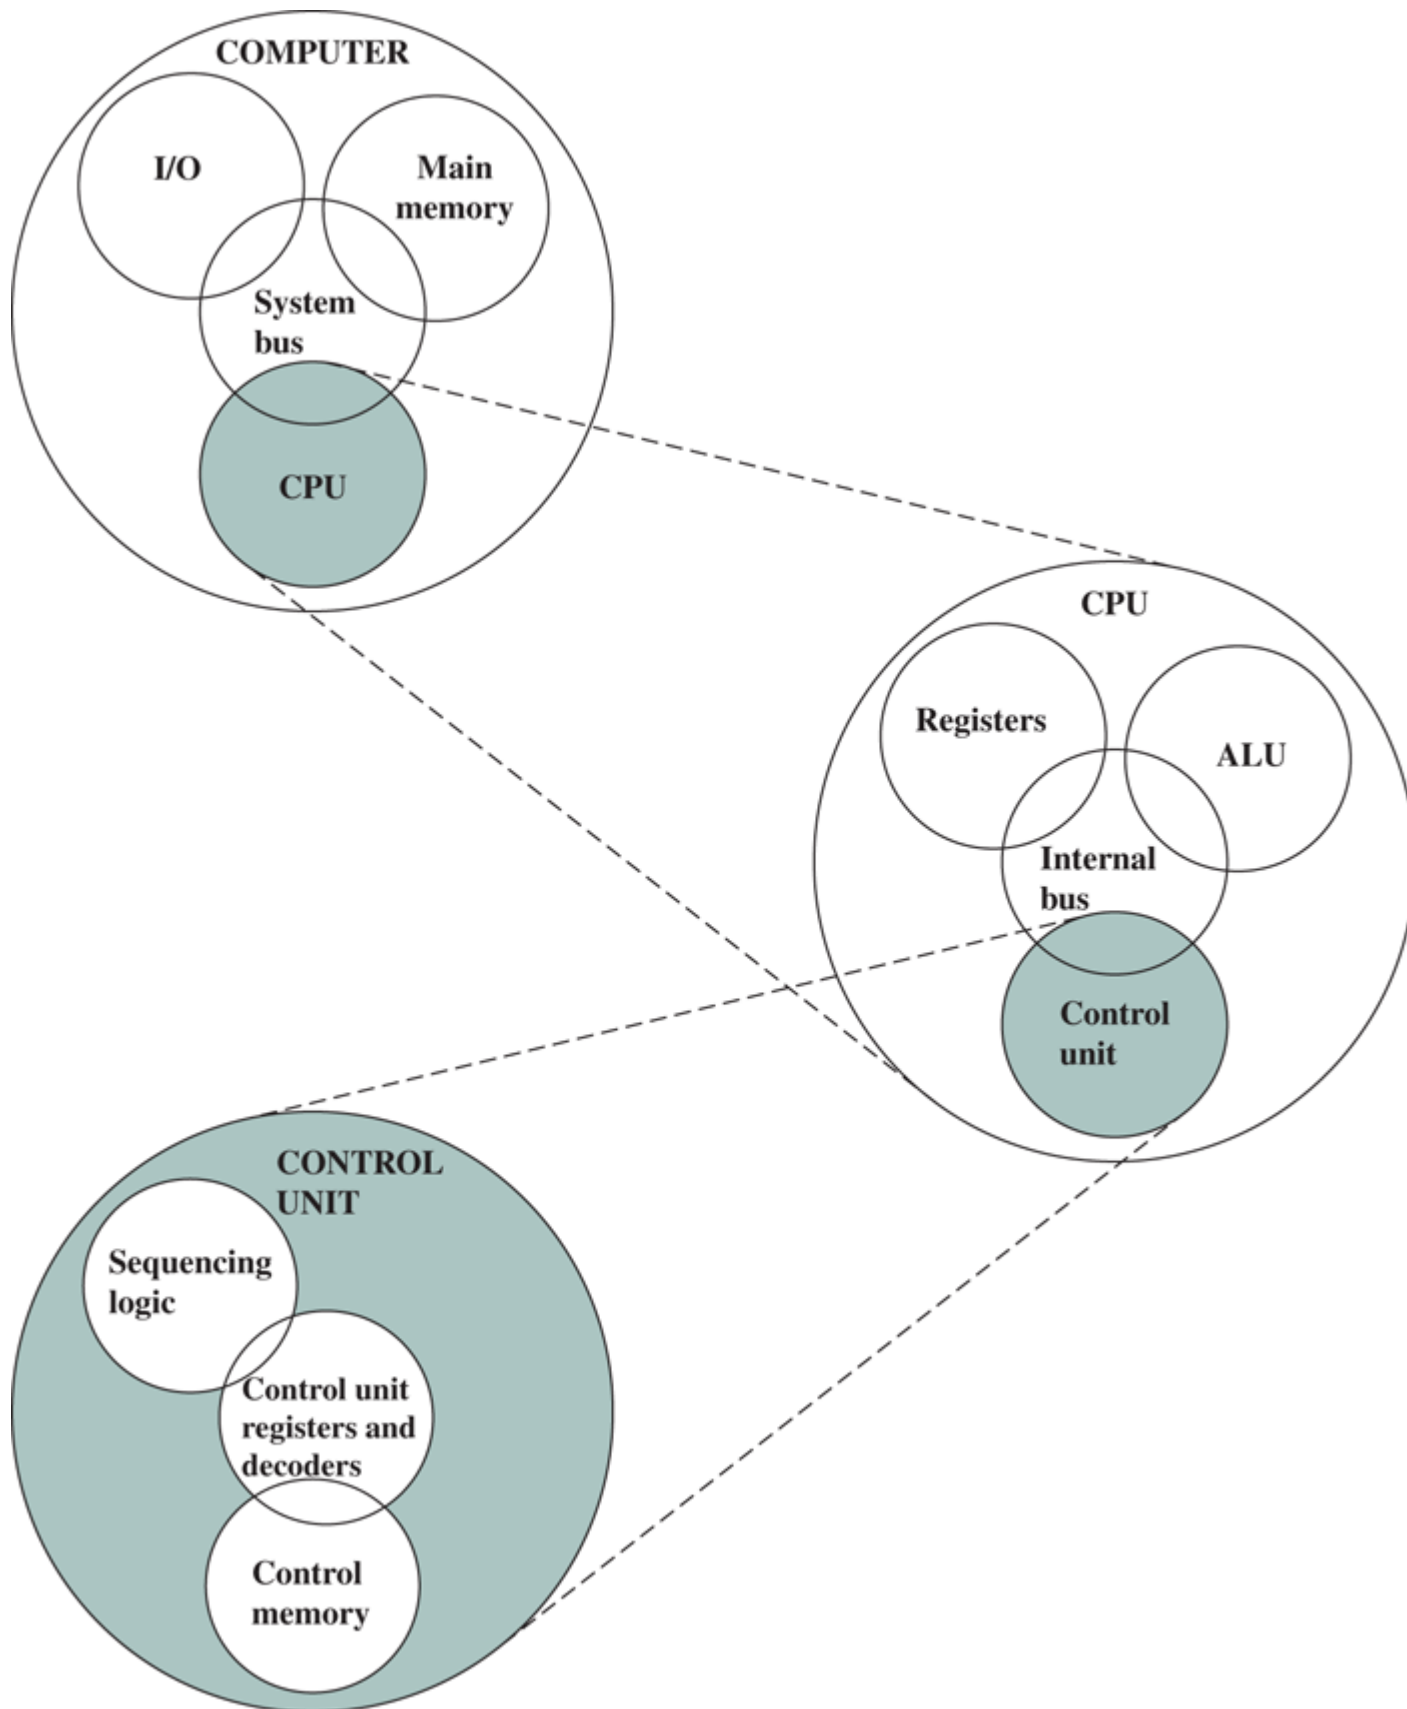 COMPUTER
I/O
Main
memory
System
bus
CPU
CPU
Registers
ALU
Internal
bus
Control
unit
CONTROL
UNIT
Sequencing
logic
Control unit
registers and
decoders
Control
memory